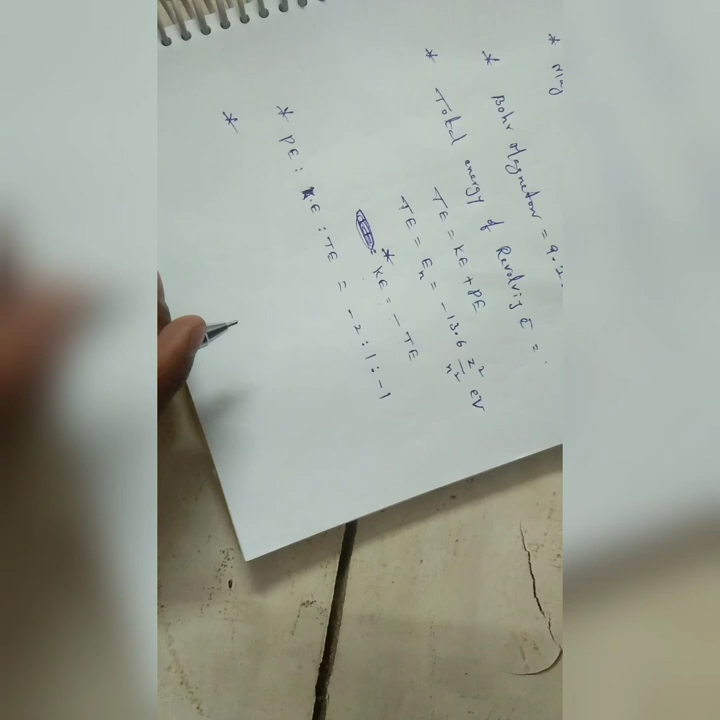 *
* Bohr Magneton = 9.2
* Total energy of Revolving e̅ =
TE = KE + PE
TE = En = -13.6 z²/n² eV
* KE = - TE
* PE : K.E : TE = -2 : 1 : -1
*